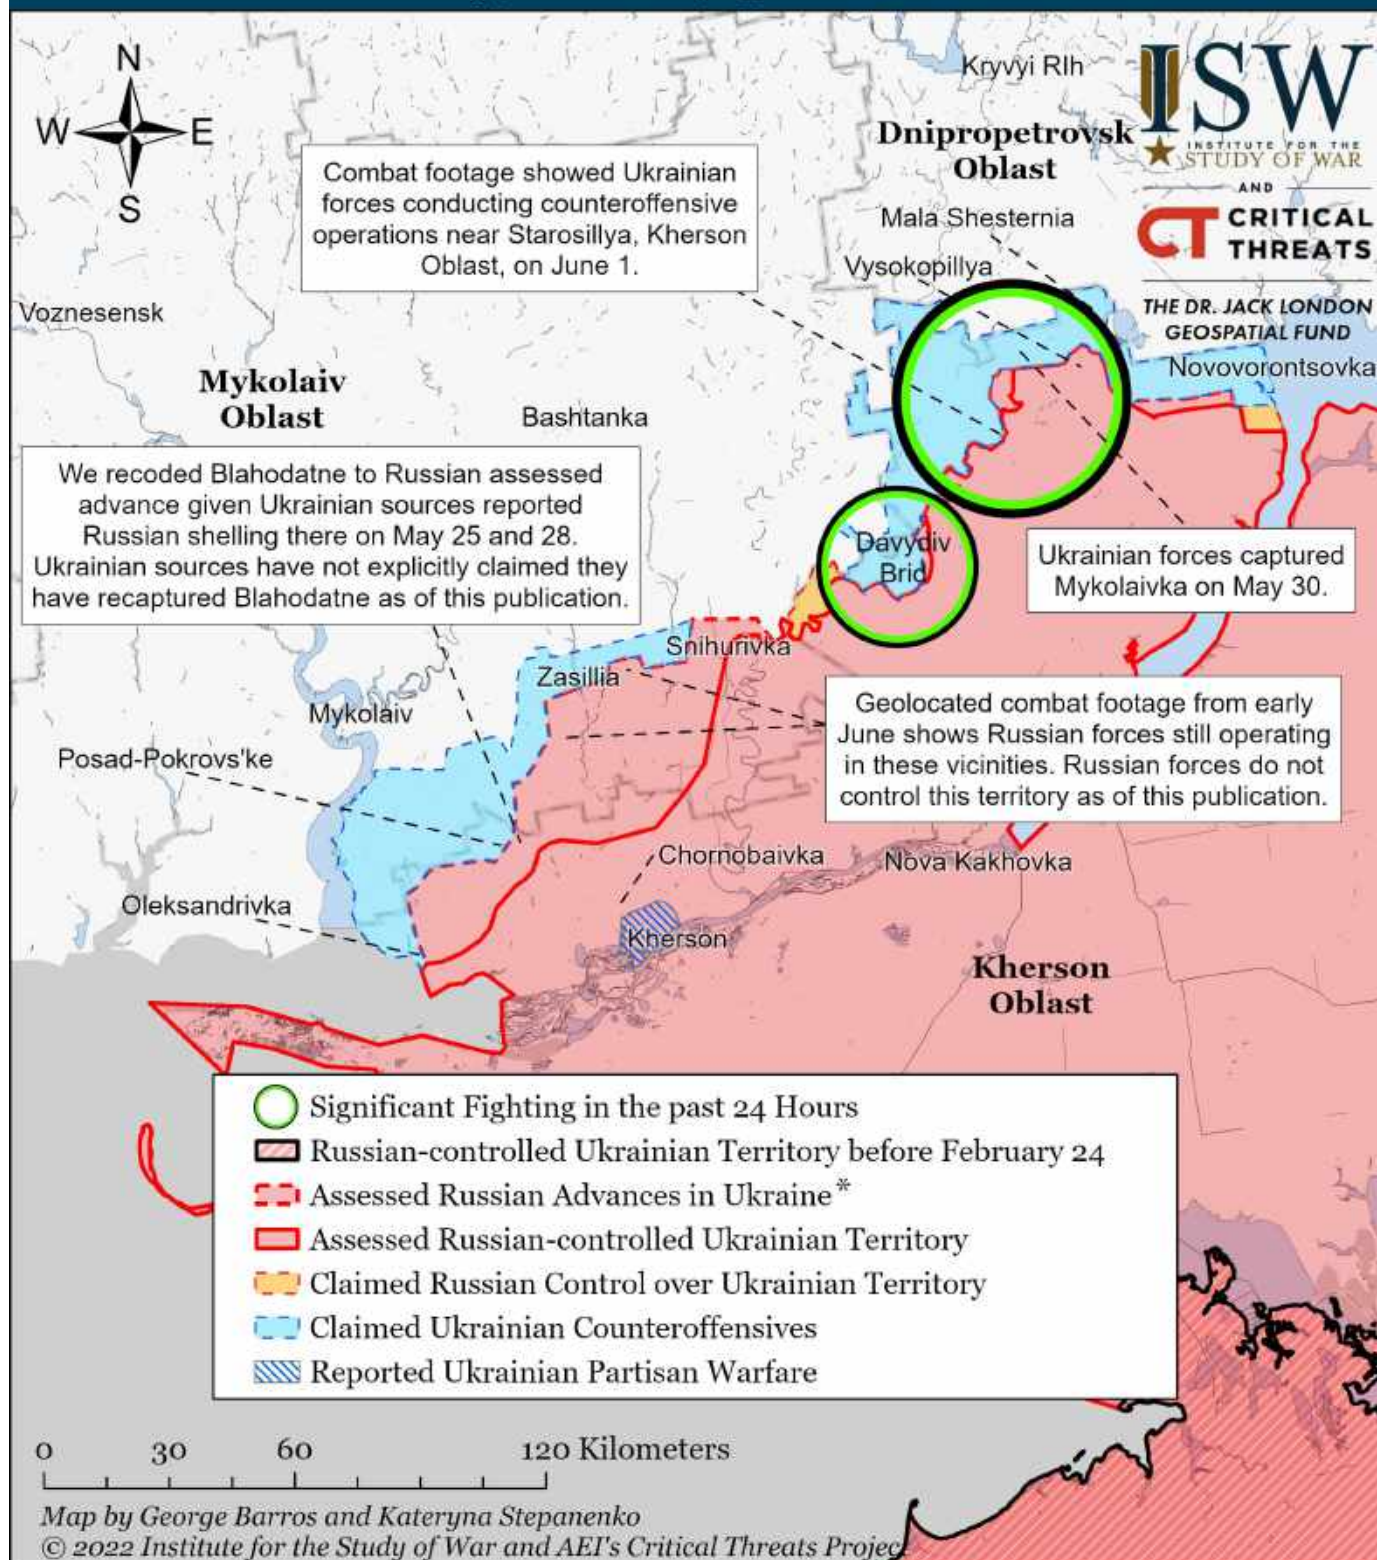 N
W E
S
Kryvyi RIh
ISW
INSTITUTE FOR THE
STUDY OF WAR
AND
CT CRITICAL
THREATS
THE DR. JACK LONDON
GEOSPATIAL FUND
Dnipropetrovsk
Oblast
Combat footage showed Ukrainian
forces conducting counteroffensive
operations near Starosillya, Kherson
Oblast, on June 1.
Mala Shesternia
Vysokopillya
Voznesensk
Novovorontsovka
Mykolaiv
Oblast
Bashtanka
We recoded Blahodatne to Russian assessed
advance given Ukrainian sources reported
Russian shelling there on May 25 and 28.
Ukrainian sources have not explicitly claimed they
have recaptured Blahodatne as of this publication.
Davydiv
Brid
Ukrainian forces captured
Mykolaivka on May 30.
Snihurivka
Zasillia
Mykolaiv
Geolocated combat footage from early
June shows Russian forces still operating
in these vicinities. Russian forces do not
control this territory as of this publication.
Posad-Pokrovs'ke
Chornobaivka
Nova Kakhovka
Oleksandrivka
Kherson
Kherson
Oblast
Significant Fighting in the past 24 Hours
Russian-controlled Ukrainian Territory before February 24
Assessed Russian Advances in Ukraine*
Assessed Russian-controlled Ukrainian Territory
Claimed Russian Control over Ukrainian Territory
Claimed Ukrainian Counteroffensives
Reported Ukrainian Partisan Warfare
0 30 60 120 Kilometers
Map by George Barros and Kateryna Stepanenko
© 2022 Institute for the Study of War and AEI's Critical Threats Project